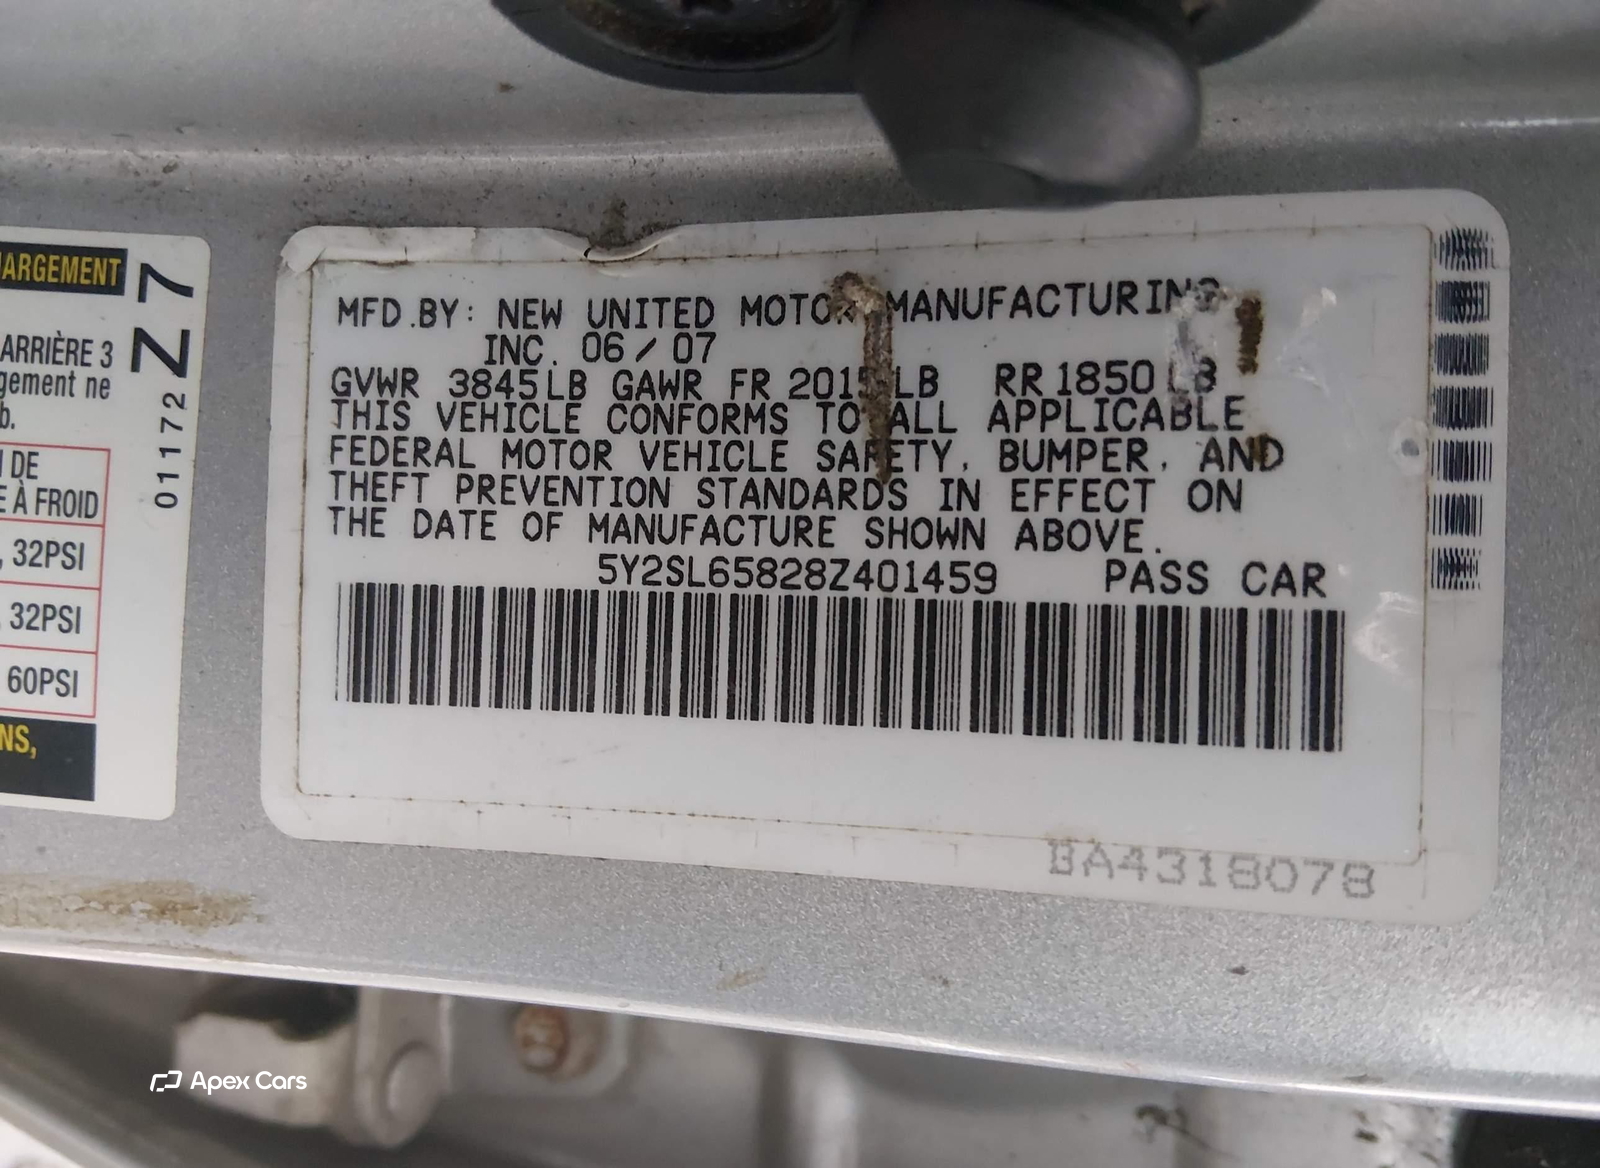 ARGEMENT
ARRIÈRE 3
gement ne
b.
DE
E À FROID
, 32PSI
32PSI
60PSI
NS,
01172 Z7
MFD.BY: NEW UNITED MOTOR MANUFACTURING
INC. 06/07
GVWR 3845LB GAWR FR 2015LB RR 1850LB
THIS VEHICLE CONFORMS TO ALL APPLICABLE
FEDERAL MOTOR VEHICLE SAFETY, BUMPER, AND
THEFT PREVENTION STANDARDS IN EFFECT ON
THE DATE OF MANUFACTURE SHOWN ABOVE.
5Y2SL65828Z401459 PASS CAR
BA4318078
Apex Cars